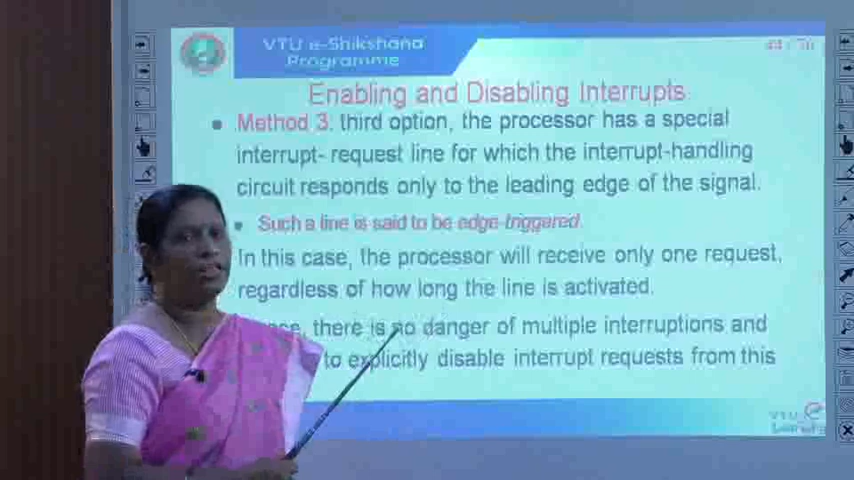 VTU e-Shikshana
Programme
44 / 76
Enabling and Disabling Interrupts
Method 3. third option, the processor has a special
interrupt- request line for which the interrupt-handling
circuit responds only to the leading edge of the signal.
Such a line is said to be edge-triggered.
In this case, the processor will receive only one request,
regardless of how long the line is activated.
there is no danger of multiple interruptions and
to explicitly disable interrupt requests from this
VTU